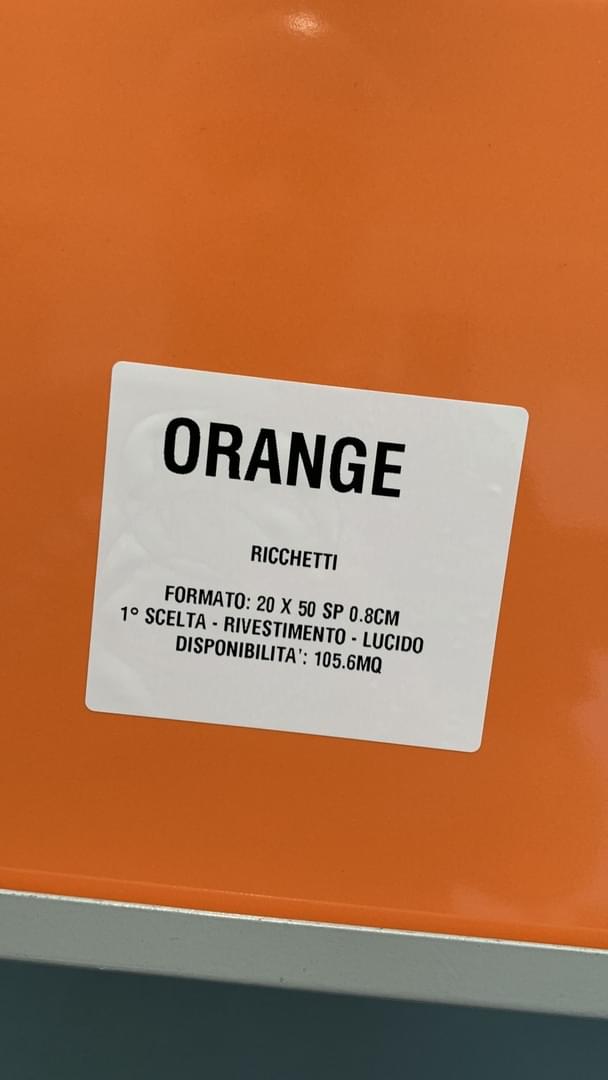 ORANGE
RICCHETTI
FORMATO: 20 X 50 SP 0.8CM
1° SCELTA - RIVESTIMENTO - LUCIDO
DISPONIBILITA': 105.6MQ